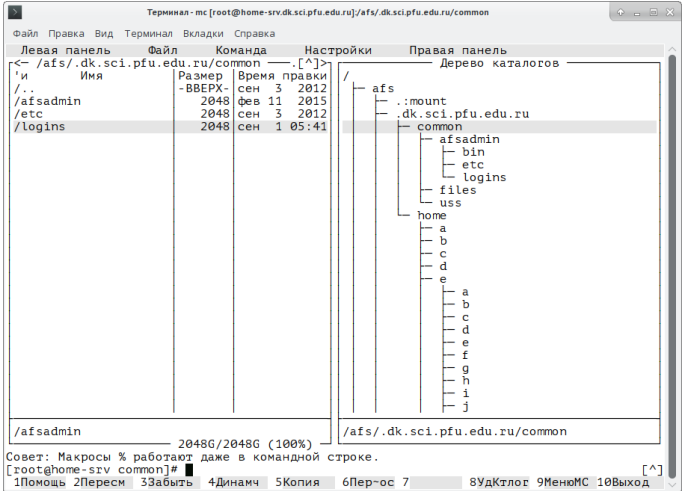 Терминал - mc [root@home-srv.dk.sci.pfu.edu.ru]:/afs/.dk.sci.pfu.edu.ru/common
Файл Правка Вид Терминал Вкладки Справка
Левая панель Файл Команда Настройки Правая панель
<— /afs/.dk.sci.pfu.edu.ru/common ———.[^]>
'и Имя Размер Время правки
/.. -ВВЕРХ- сен 3 2012
/afsadmin 2048 фев 11 2015
/etc 2048 сен 3 2012
/logins 2048 сен 1 05:41
/afsadmin
2048G/2048G (100%)
Дерево каталогов
/
afs
.:mount
.dk.sci.pfu.edu.ru
common
afsadmin
bin
etc
logins
files
uss
home
a
b
c
d
e
a
b
c
d
e
f
g
h
i
j
/afs/.dk.sci.pfu.edu.ru/common
Совет: Макросы % работают даже в командной строке.
[root@home-srv common]# [^]
1Помощь 2Пересм 3Забыть 4Динамч 5Копия 6Пер~ос 7 8УдКтлог 9МенюМС 10Выход